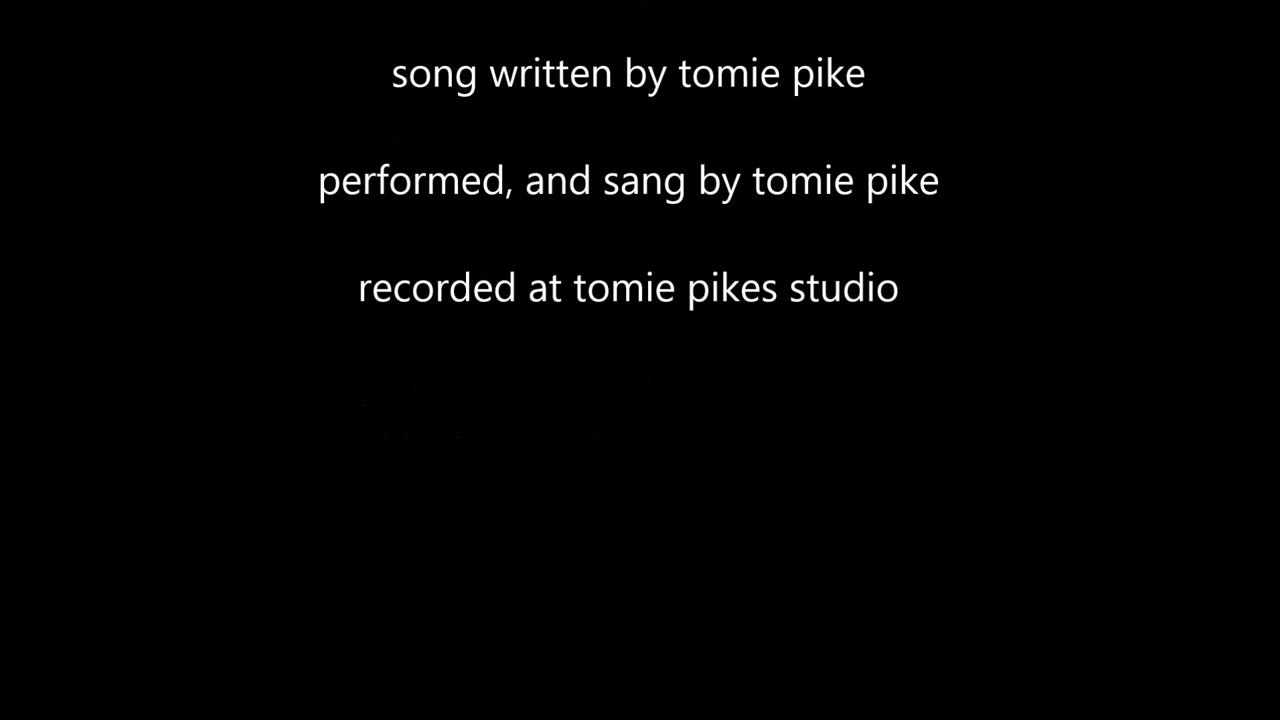 song written by tomie pike
performed, and sang by tomie pike
recorded at tomie pikes studio